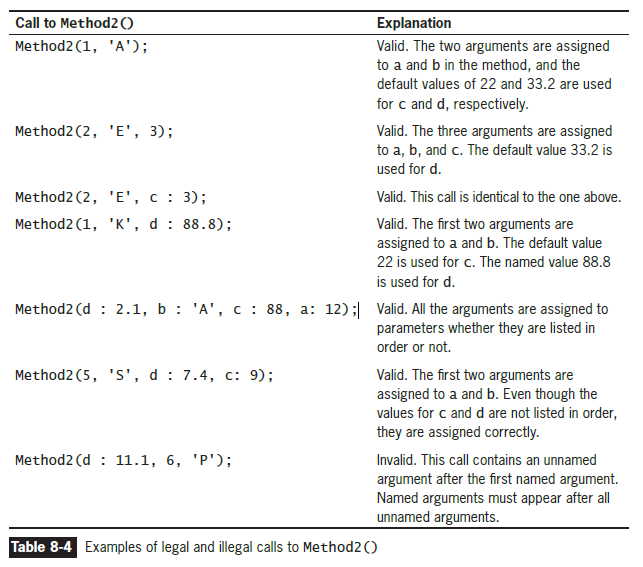 Call to Method2() Explanation
Method2(1, 'A'); Valid. The two arguments are assigned
to a and b in the method, and the
default values of 22 and 33.2 are used
for c and d, respectively.
Method2(2, 'E', 3); Valid. The three arguments are assigned
to a, b, and c. The default value 33.2 is
used for d.
Method2(2, 'E', c : 3); Valid. This call is identical to the one above.
Method2(1, 'K', d : 88.8); Valid. The first two arguments are
assigned to a and b. The default value
22 is used for c. The named value 88.8
is used for d.
Method2(d : 2.1, b : 'A', c : 88, a: 12); Valid. All the arguments are assigned to
parameters whether they are listed in
order or not.
Method2(5, 'S', d : 7.4, c: 9); Valid. The first two arguments are
assigned to a and b. Even though the
values for c and d are not listed in order,
they are assigned correctly.
Method2(d : 11.1, 6, 'P'); Invalid. This call contains an unnamed
argument after the first named argument.
Named arguments must appear after all
unnamed arguments.
Table 8-4 Examples of legal and illegal calls to Method2()